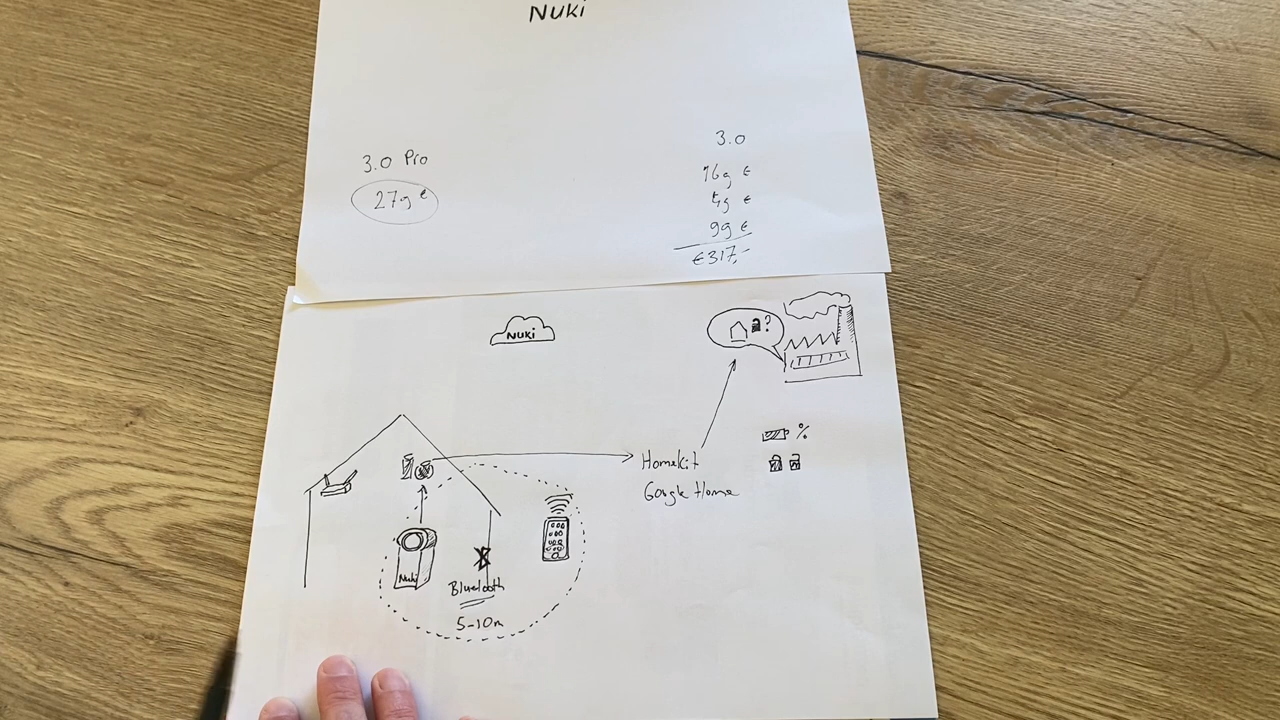 Nuki
3.0 Pro
279 €
3.0
169 €
49 €
99 €
€317,-
NUKI
?
%
HomeKit
Google Home
Nuki
Bluetooth
5-10m